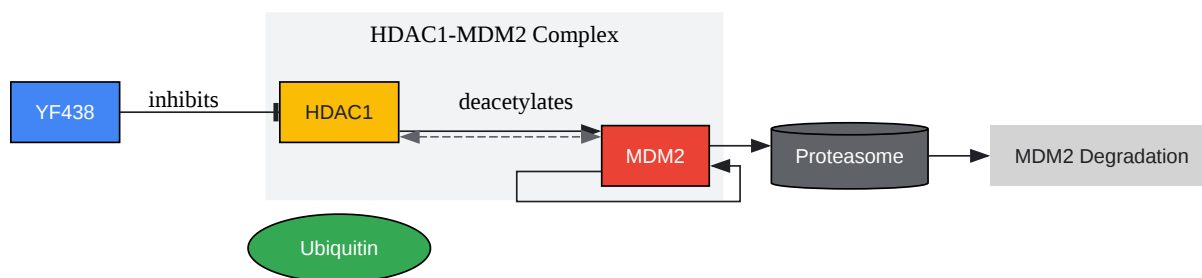 HDAC1-MDM2 Complex
YF438
inhibits
HDAC1
deacetylates
MDM2
Proteasome
MDM2 Degradation
Ubiquitin